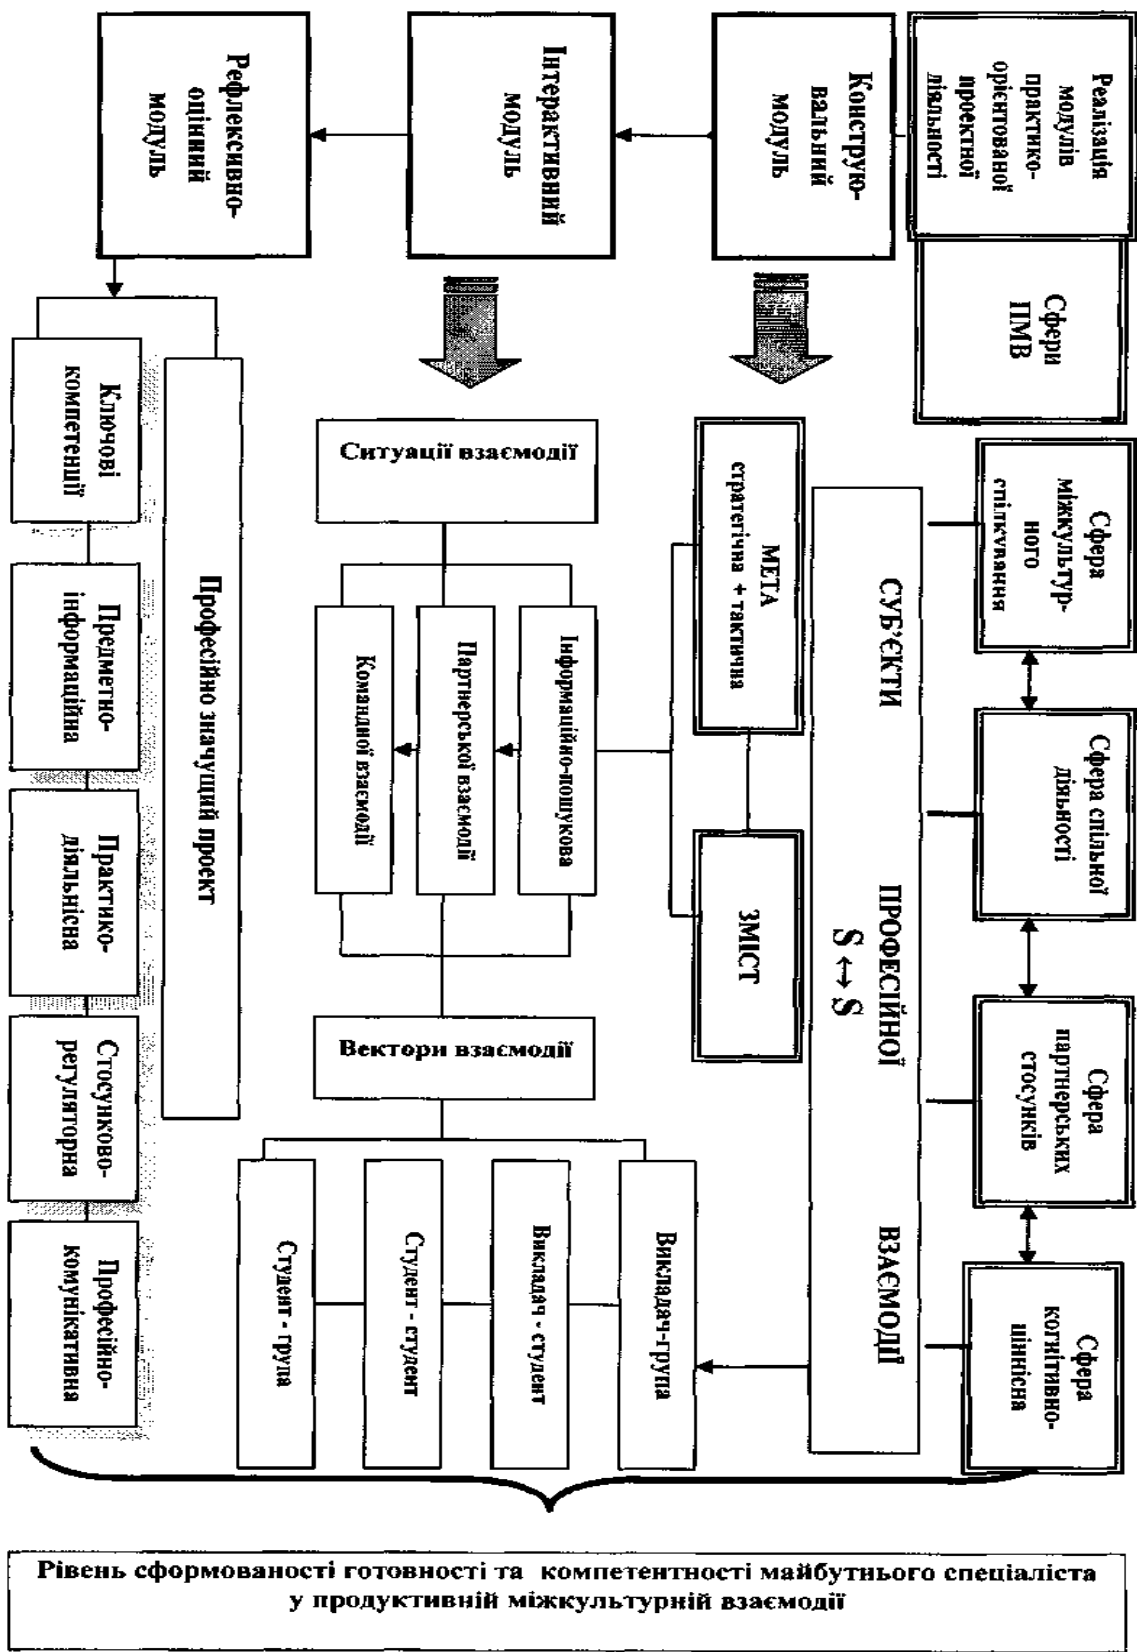 Реалізація
модулів
практико-
орієнтованої
проектної
діяльності
Сфери
ПМВ
Сфера
міжкультур-
ного
спілкування
Сфера спільної
діяльності
Сфера
партнерських
стосунків
Сфера
когнітивно-
ціннісна
СУБ’ЄКТИ ПРОФЕСІЙНОЇ ВЗАЄМОДІЇ
S ↔ S
Конструю-
вальний
модуль
МЕТА
стратегічна + тактична
ЗМІСТ
Інтерактивний
модуль
Ситуації взаємодії
Інформаційно-пошукова
Партнерської взаємодії
Командної взаємодії
Вектори взаємодії
Викладач-група
Викладач - студент
Студент - студент
Студент - група
Рефлексивно-
оцінний
модуль
Професійно значущий проект
Ключові
компетенції
Предметно-
інформаційна
Практико-
діяльнісна
Стосунково-
регуляторна
Професійно-
комунікативна
Рівень сформованості готовності та компетентності майбутнього спеціаліста
у продуктивній міжкультурній взаємодії